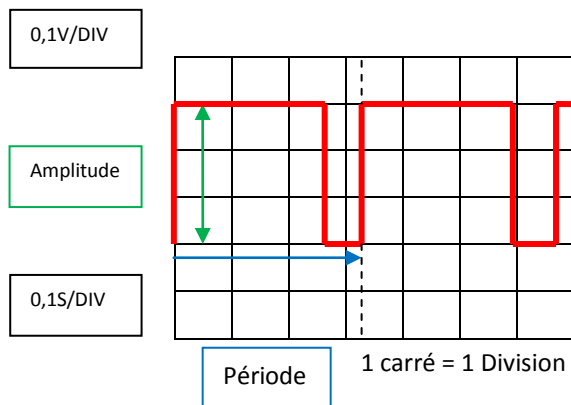 0,1V/DIV
Amplitude
0,1S/DIV
Période
1 carré = 1 Division